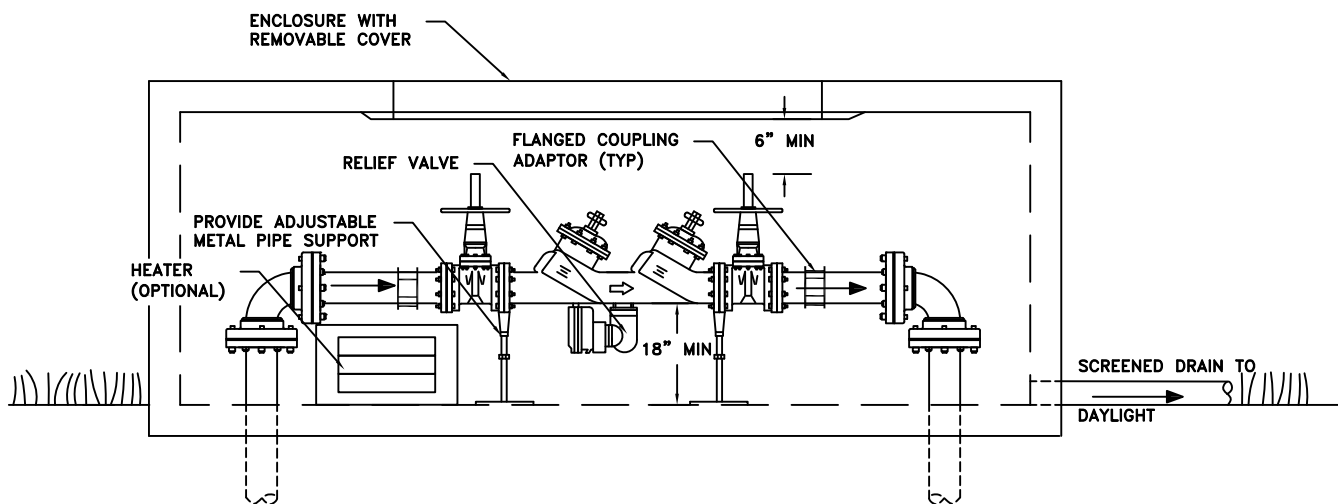 ENCLOSURE WITH
REMOVABLE COVER
FLANGED COUPLING
ADAPTOR (TYP)
6” MIN
RELIEF VALVE
PROVIDE ADJUSTABLE
METAL PIPE SUPPORT
HEATER
(OPTIONAL)
18” MIN
SCREENED DRAIN TO
DAYLIGHT